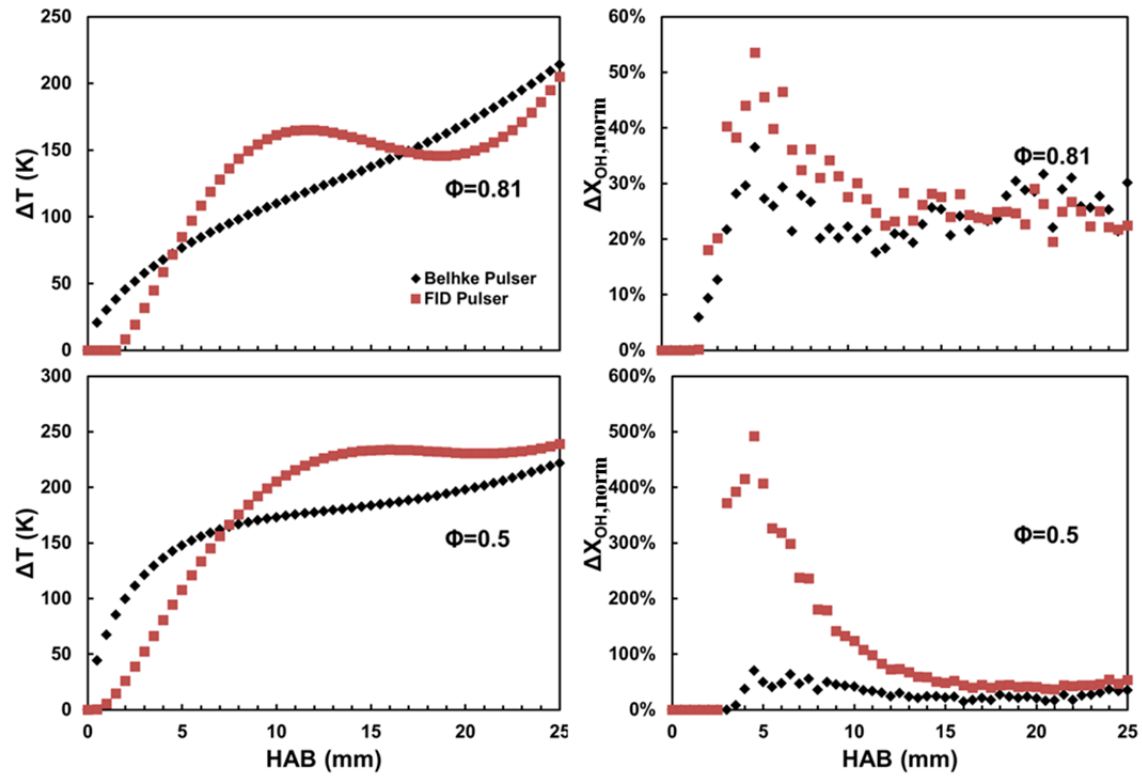 250
200
150
100
50
0
ΔT (K)
Φ=0.81
Belhke Pulser
FID Pulser
60%
50%
40%
30%
20%
10%
0%
ΔX_OH,norm
Φ=0.81
300
250
200
150
100
50
0
ΔT (K)
Φ=0.5
0 5 10 15 20 25
HAB (mm)
600%
500%
400%
300%
200%
100%
0%
ΔX_OH,norm
Φ=0.5
0 5 10 15 20 25
HAB (mm)